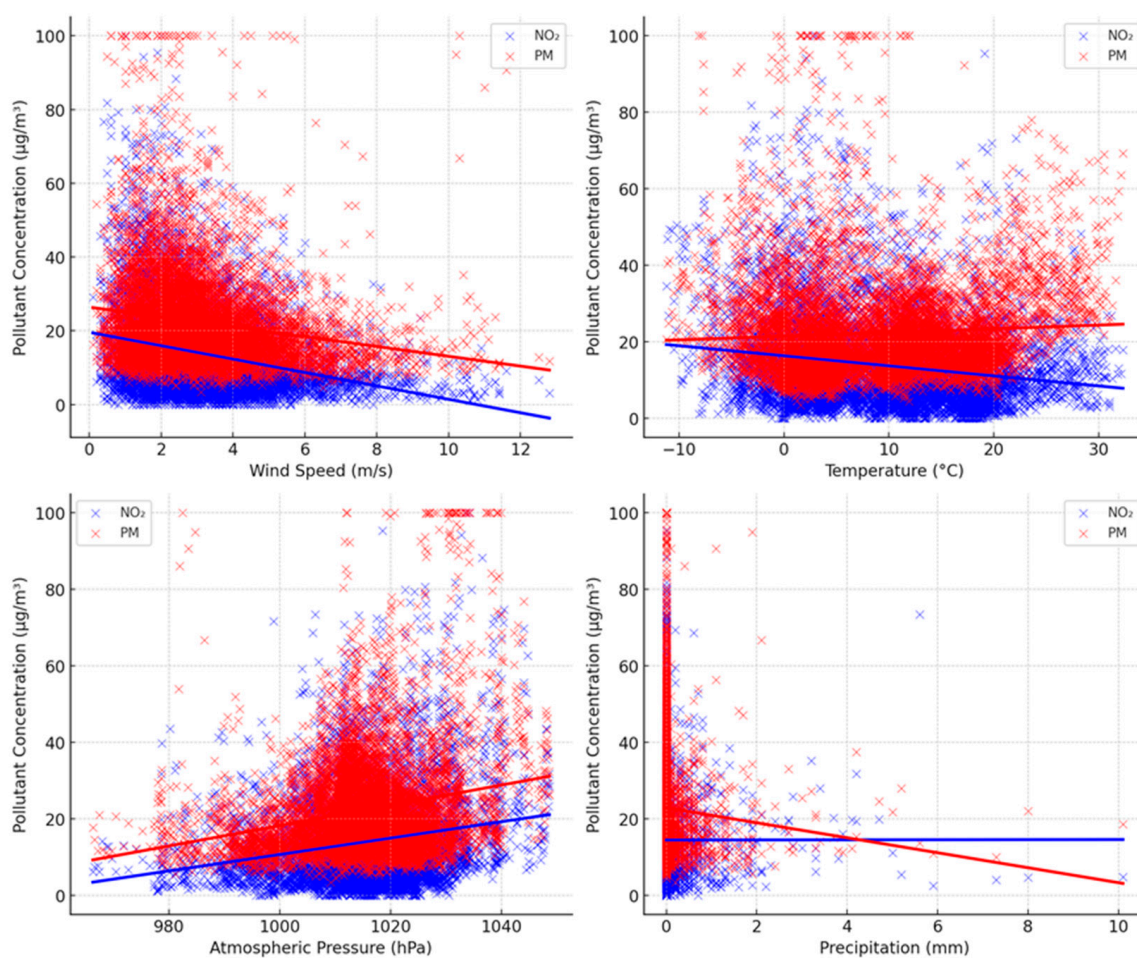 100
80
60
40
20
0
Pollutant Concentration (µg/m³)
NO₂
PM
0 2 4 6 8 10 12
Wind Speed (m/s)
100
80
60
40
20
0
Pollutant Concentration (µg/m³)
NO₂
PM
−10 0 10 20 30
Temperature (°C)
100
80
60
40
20
0
Pollutant Concentration (µg/m³)
NO₂
PM
980 1000 1020 1040
Atmospheric Pressure (hPa)
100
80
60
40
20
0
Pollutant Concentration (µg/m³)
NO₂
PM
0 2 4 6 8 10
Precipitation (mm)